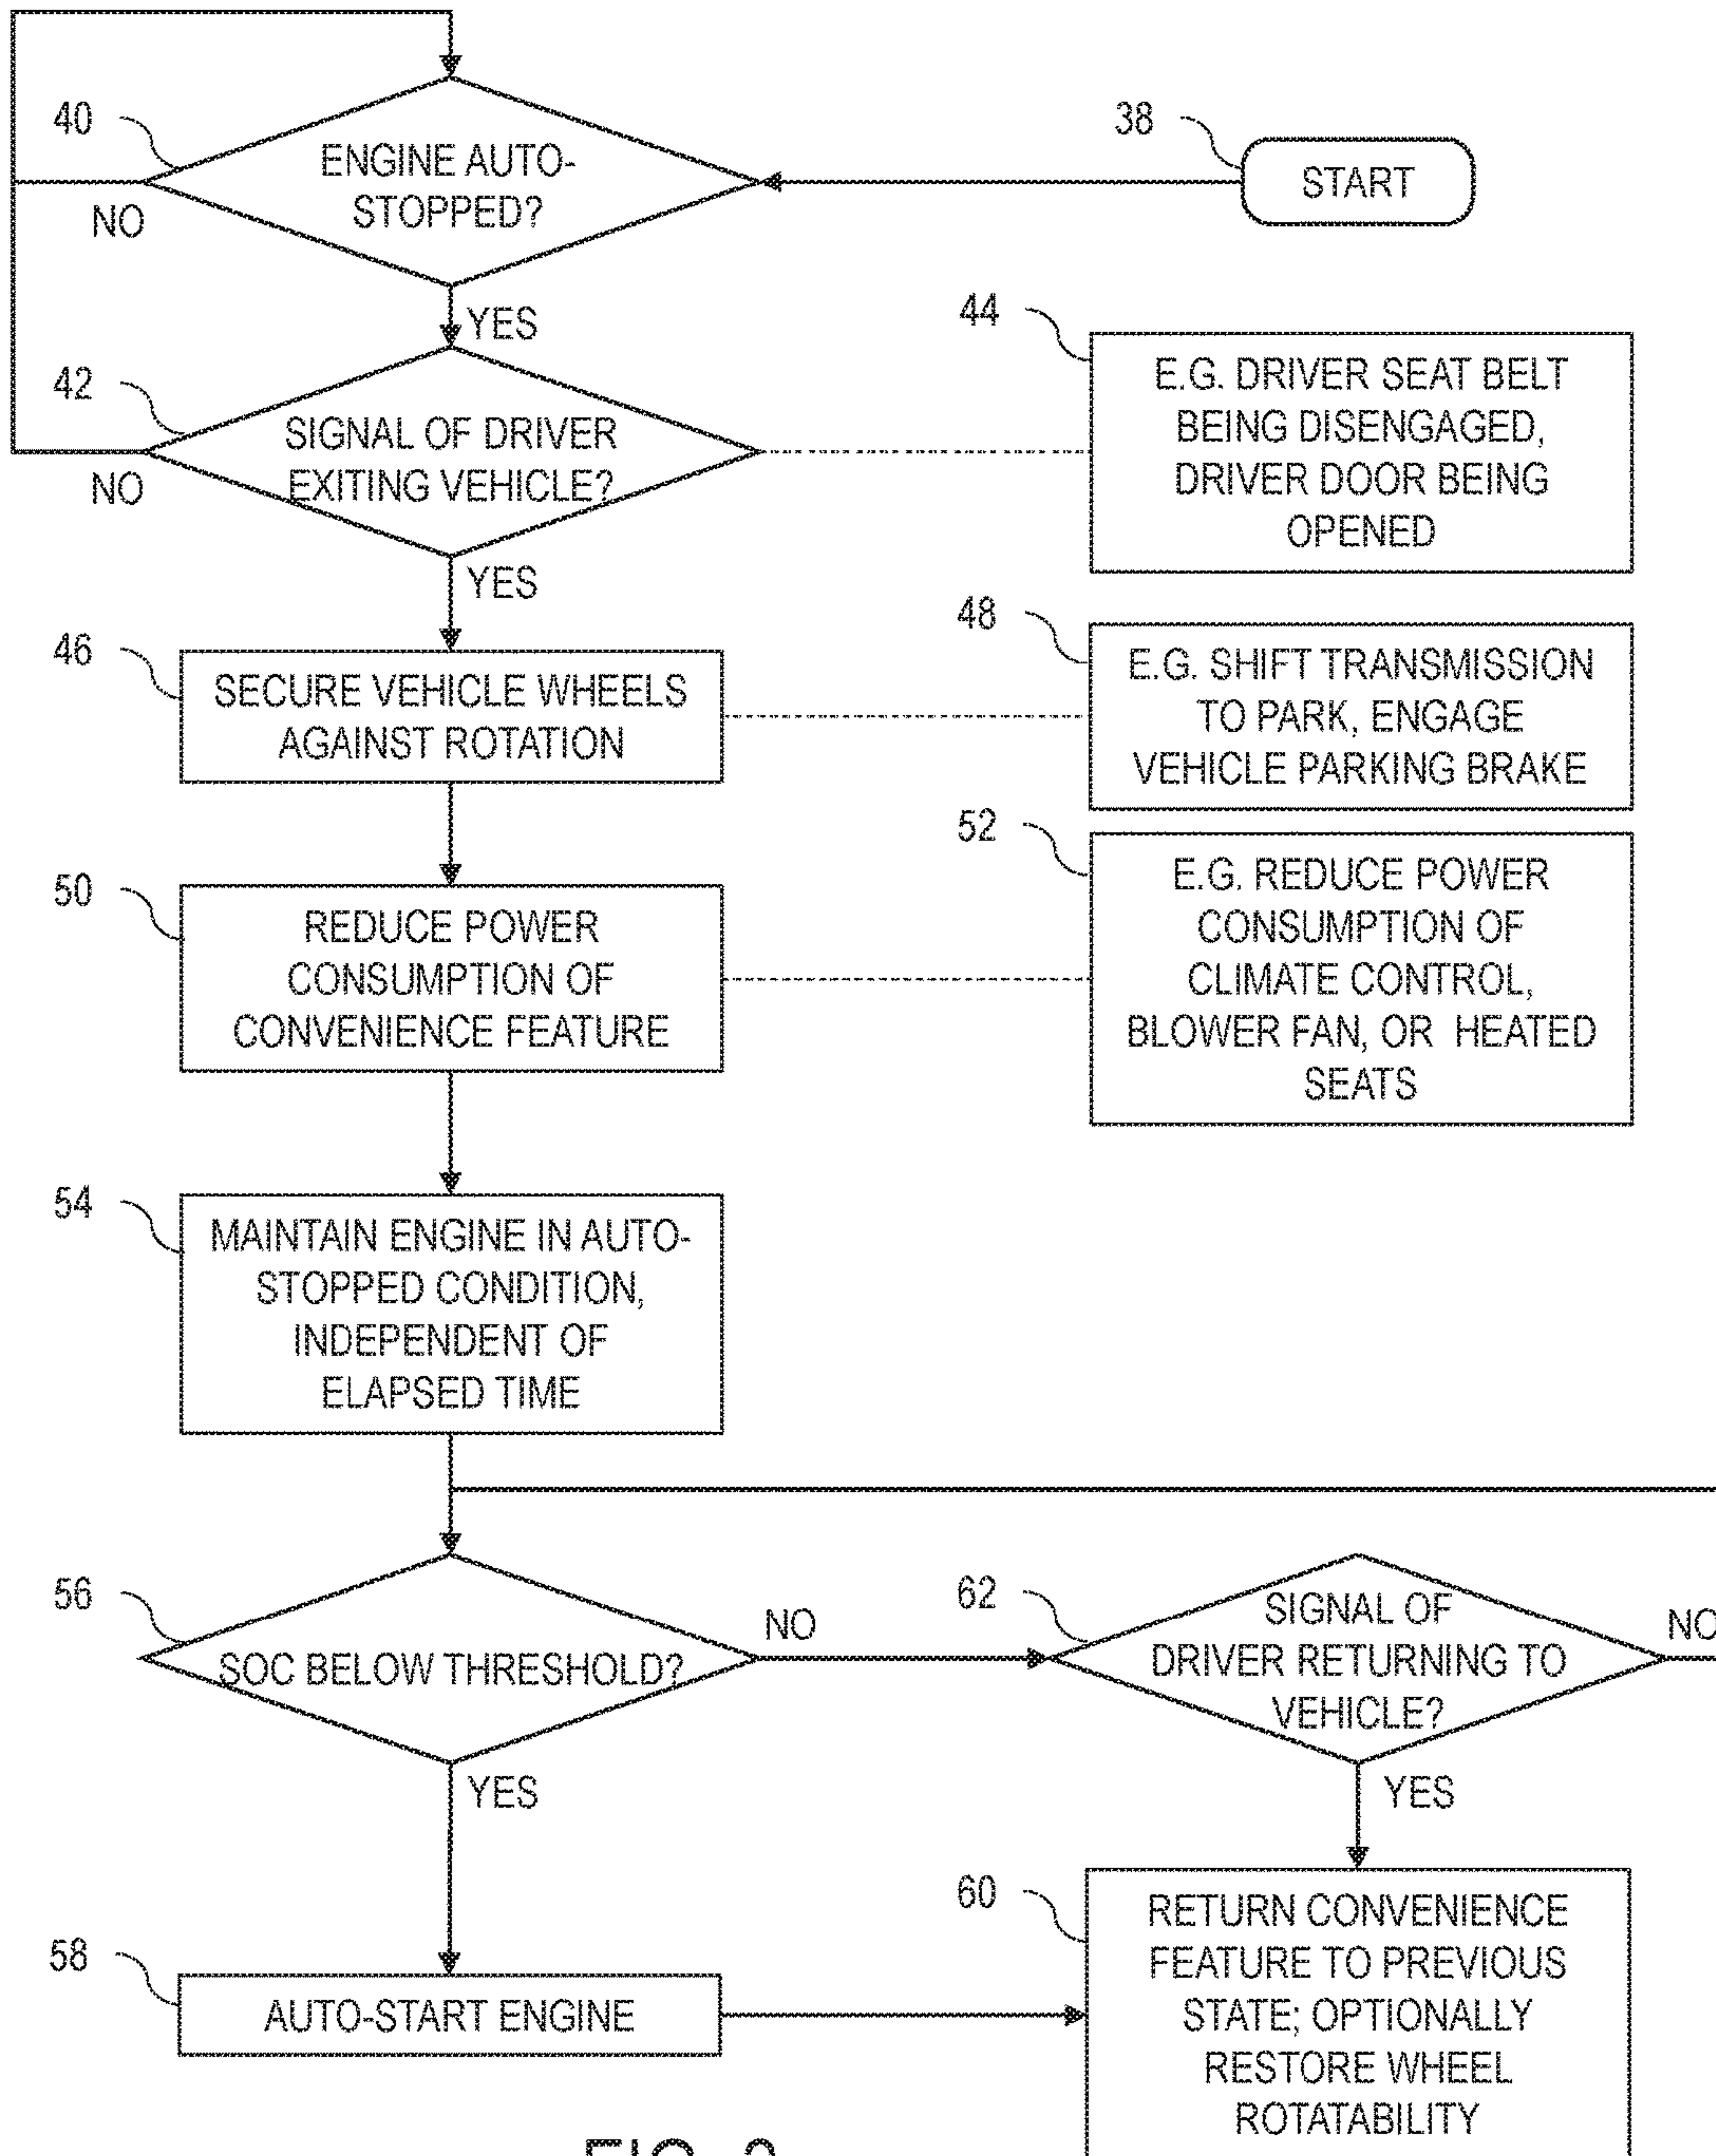 40
ENGINE AUTO-
STOPPED?
NO
YES
38
START
42
SIGNAL OF DRIVER
EXITING VEHICLE?
NO
YES
44
E.G. DRIVER SEAT BELT
BEING DISENGAGED,
DRIVER DOOR BEING
OPENED
46
SECURE VEHICLE WHEELS
AGAINST ROTATION
48
E.G. SHIFT TRANSMISSION
TO PARK, ENGAGE
VEHICLE PARKING BRAKE
50
REDUCE POWER
CONSUMPTION OF
CONVENIENCE FEATURE
52
E.G. REDUCE POWER
CONSUMPTION OF
CLIMATE CONTROL,
BLOWER FAN, OR HEATED
SEATS
54
MAINTAIN ENGINE IN AUTO-
STOPPED CONDITION,
INDEPENDENT OF
ELAPSED TIME
56
SOC BELOW THRESHOLD?
NO
YES
62
SIGNAL OF
DRIVER RETURNING TO
VEHICLE?
NO
YES
58
AUTO-START ENGINE
60
RETURN CONVENIENCE
FEATURE TO PREVIOUS
STATE; OPTIONALLY
RESTORE WHEEL
ROTATABILITY
FIG.